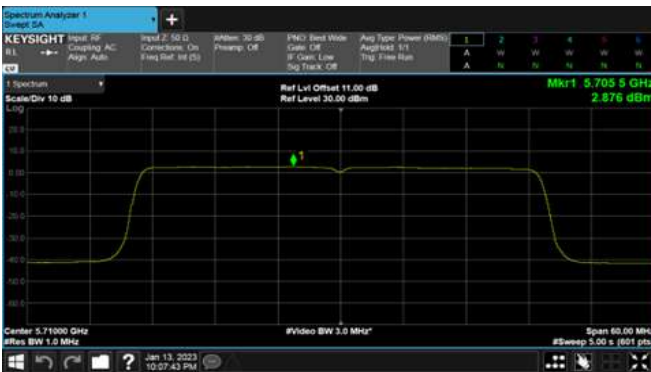 Spectrum Analyzer 1
Swept SA
KEYSIGHT
RL
Input: RF
Coupling: AC
Align: Auto
Input Z: 50 Ω
Corrections: On
Freq Ref: Int (S)
#Atten: 30 dB
Preamp: Off
PNO: Best Wide
Gate: Off
IF Gain: Low
Sig Track: Off
Avg Type: Power (RMS)
Avg|Hold: 1/1
Trig: Free Run
1 2 3 4 5 6
A W W W W W
A N N N N N
1 Spectrum
Scale/Div 10 dB
Log
Ref Lvl Offset 11.00 dB
Ref Level 30.00 dBm
Mkr1 5.705 5 GHz
2.876 dBm
20.0
10.0
0.00
-10.0
-20.0
-30.0
-40.0
-50.0
-60.0
1
Center 5.71000 GHz
#Res BW 1.0 MHz
#Video BW 3.0 MHz*
Span 60.00 MHz
#Sweep 5.00 s (601 pts)
Jan 13, 2023
10:07:43 PM